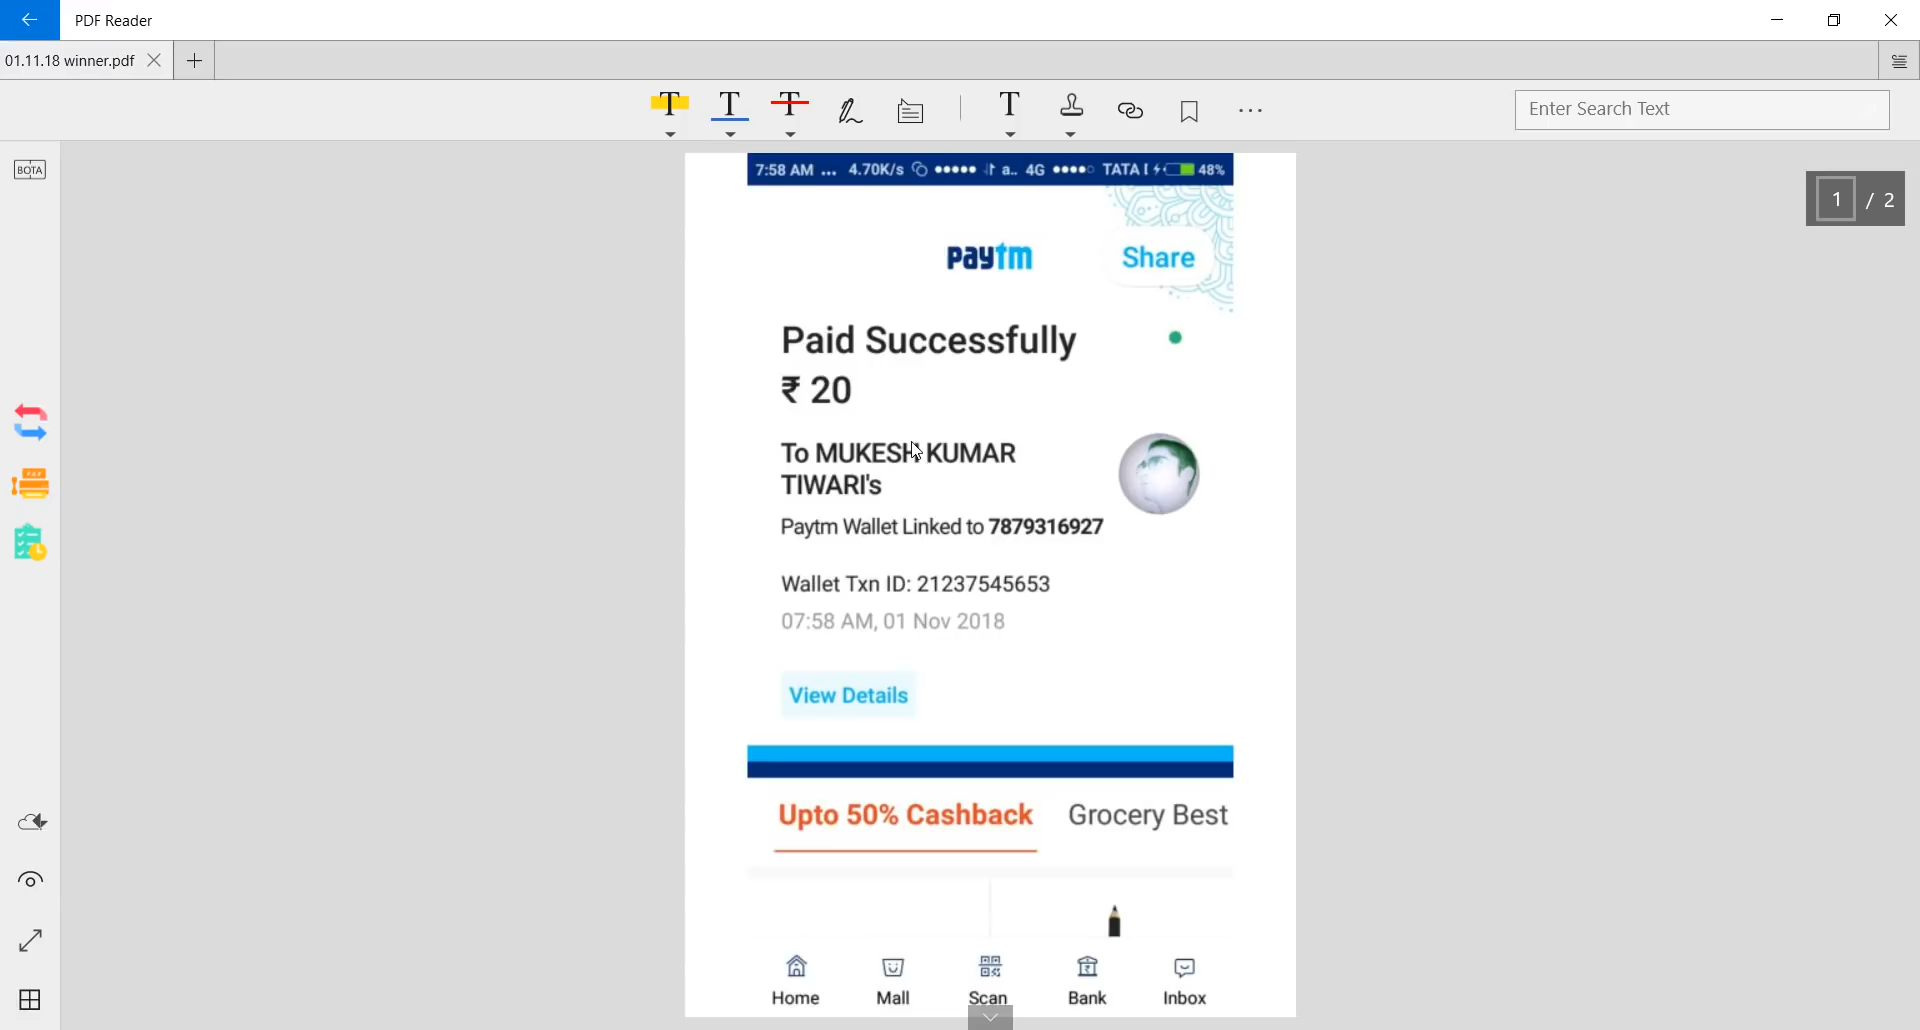 PDF Reader
01.11.18 winner.pdf
T T T T
Enter Search Text
BOTA
1 / 2
7:58 AM ... 4.70K/s a.. 4G TATA 48%
paytm
Share
Paid Successfully
₹ 20
To MUKESH KUMAR
TIWARI's
Paytm Wallet Linked to 7879316927
Wallet Txn ID: 21237545653
07:58 AM, 01 Nov 2018
View Details
Upto 50% Cashback Grocery Best
Home Mall Scan Bank Inbox